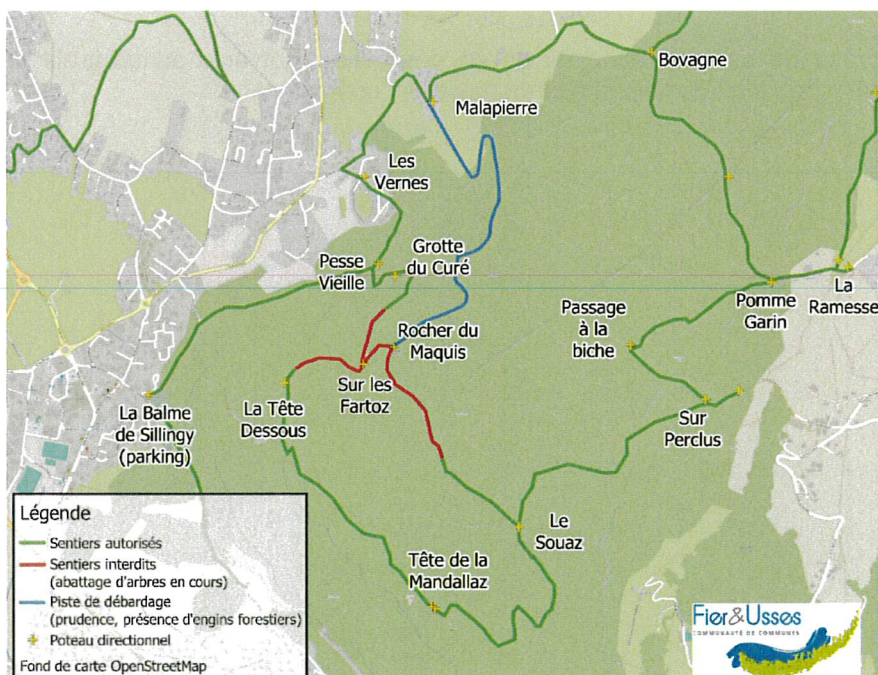 Bovagne
Malapierre
Les
Vernes
Grotte
du Curé
Pesse
Vieille
La
Ramesse
Pomme
Garin
Passage
à la
biche
Rocher du
Maquis
Sur les
Fartoz
La Tête
Dessous
La Balme
de Sillingy
(parking)
Sur
Perclus
Le
Souaz
Tête de la
Mandallaz
Légende
Sentiers autorisés
Sentiers interdits
(abattage d'arbres en cours)
Piste de débardage
(prudence, présence d'engins forestiers)
Poteau directionnel
Fond de carte OpenStreetMap
Fier&Usses
COMMUNAUTÉ DE COMMUNES